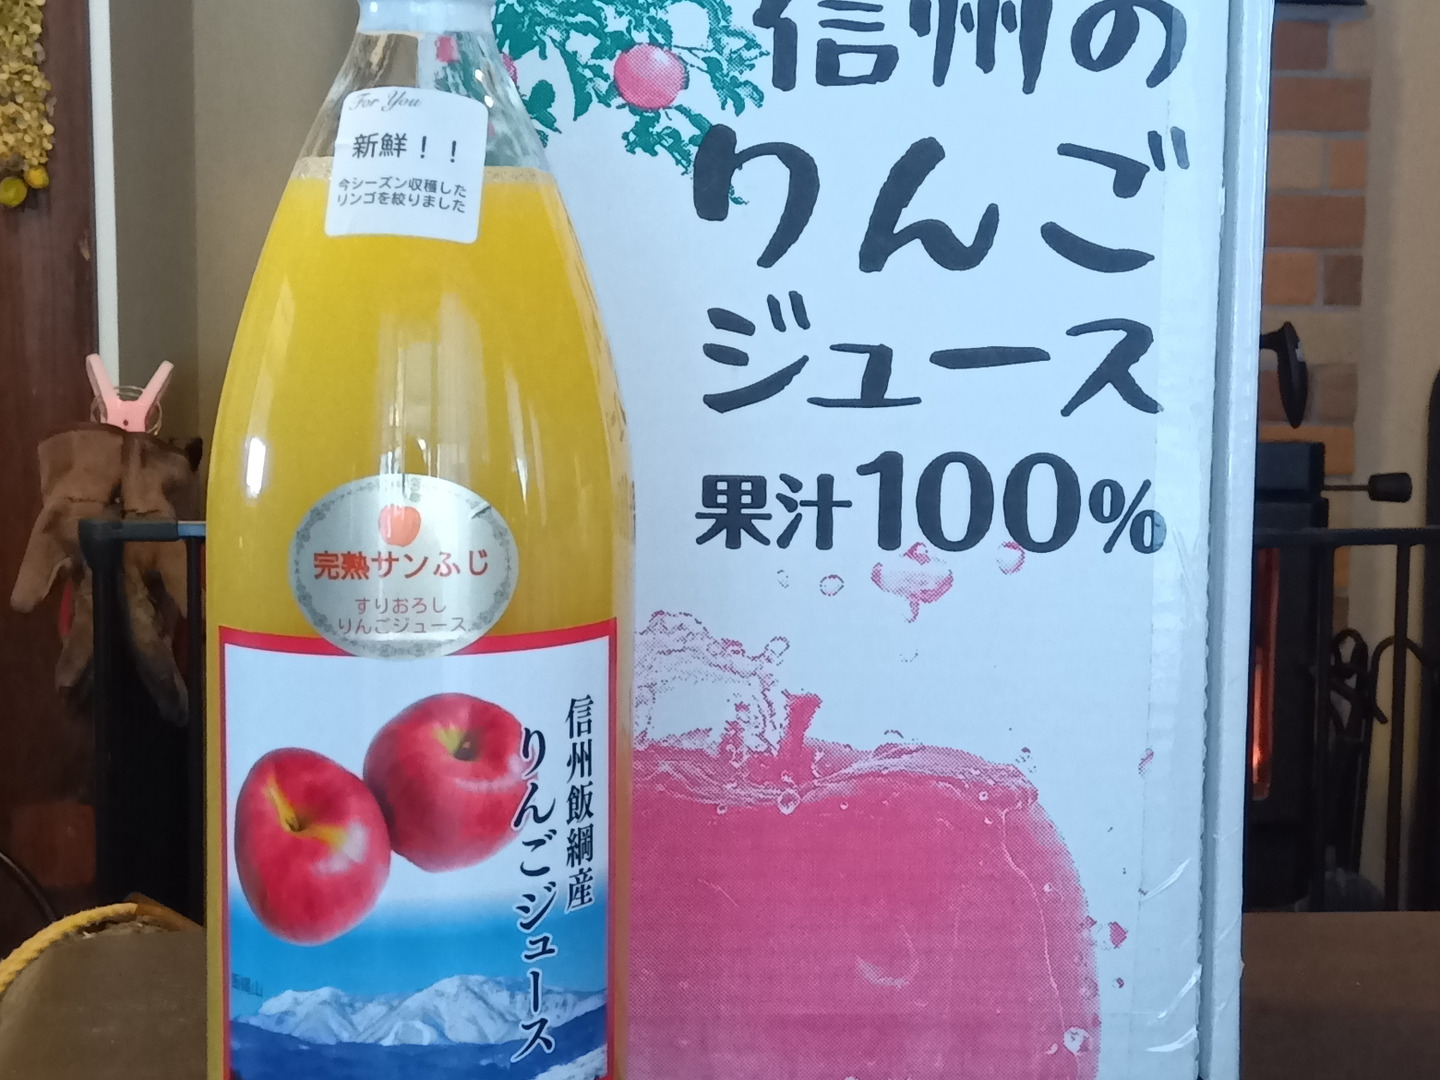 信州の
りんご
ジュース
果汁100%
For You
新鮮！！
今シーズン収穫した
リンゴを絞りました
完熟サンふじ
すりおろし
りんごジュース
信州飯綱産
りんごジュース